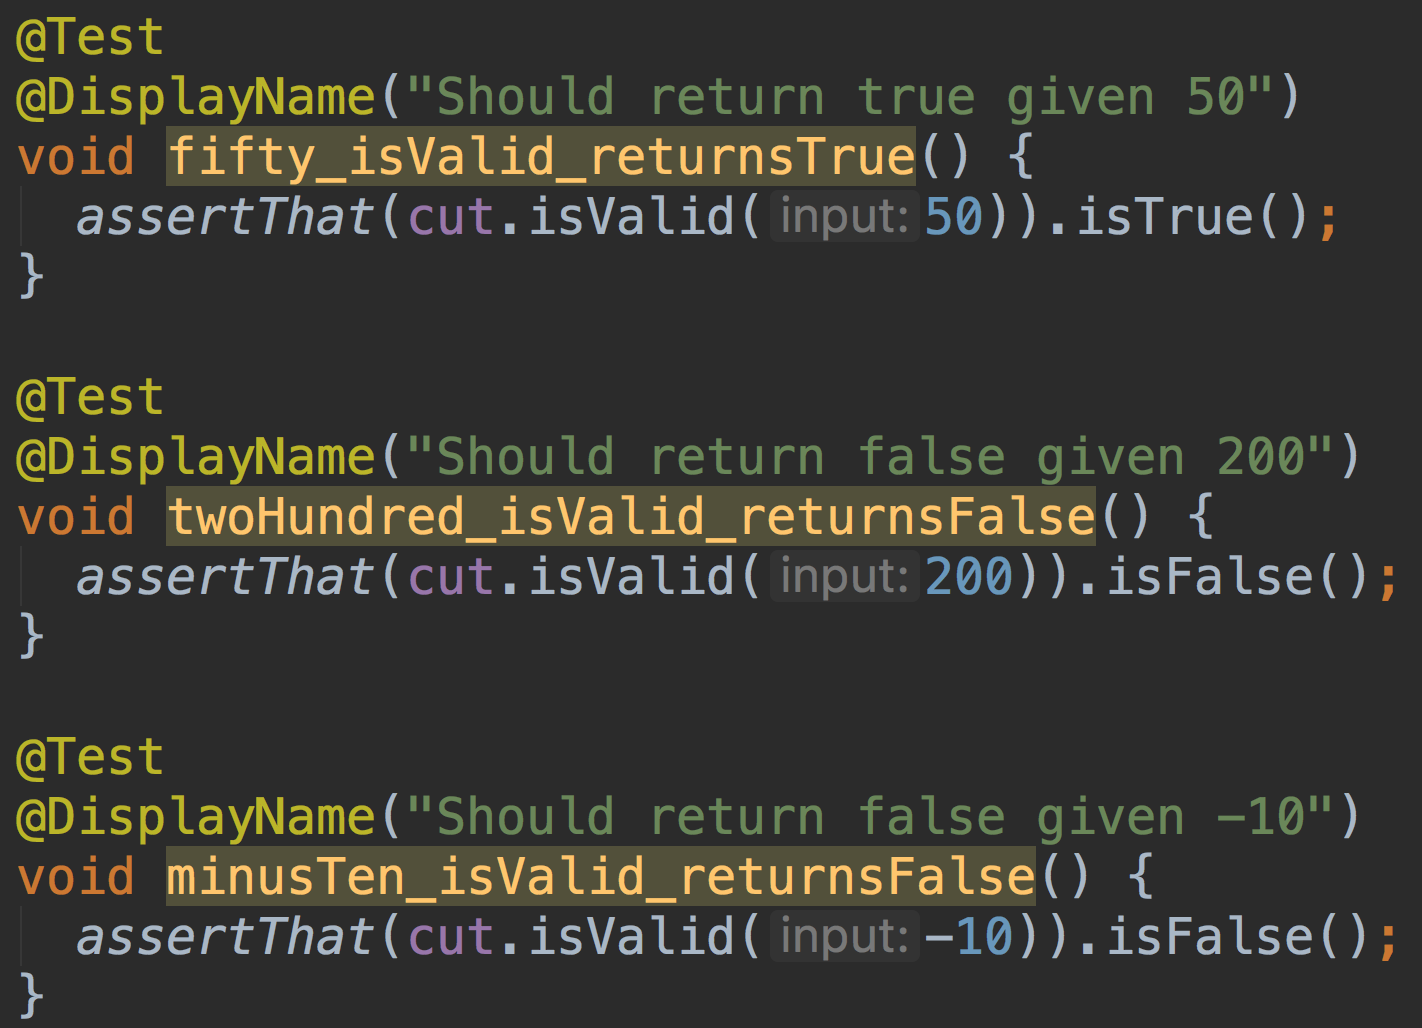 @Test
@DisplayName("Should return true given 50")
void fifty_isValid_returnsTrue() {
assertThat(cut.isValid( input: 50)).isTrue();
}
@Test
@DisplayName("Should return false given 200")
void twoHundred_isValid_returnsFalse() {
assertThat(cut.isValid( input: 200)).isFalse();
}
@Test
@DisplayName("Should return false given -10")
void minusTen_isValid_returnsFalse() {
assertThat(cut.isValid( input: -10)).isFalse();
}